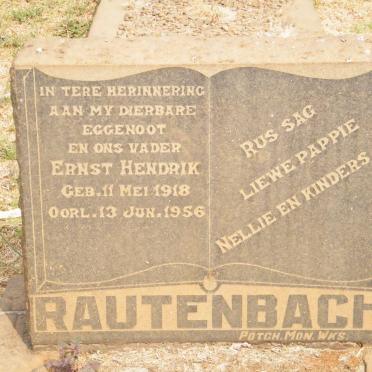 IN TERE HERINNERING
AAN MY DIERBARE
EGGENOOT
EN ONS VADER
ERNST HENDRIK
GEB. 11 MEI 1918
OORL. 13 JUN. 1956
RUS SAG
LIEWE PAPPIE
NELLIE EN KINDERS
RAUTENBACH
POTCH. MON. WKS.